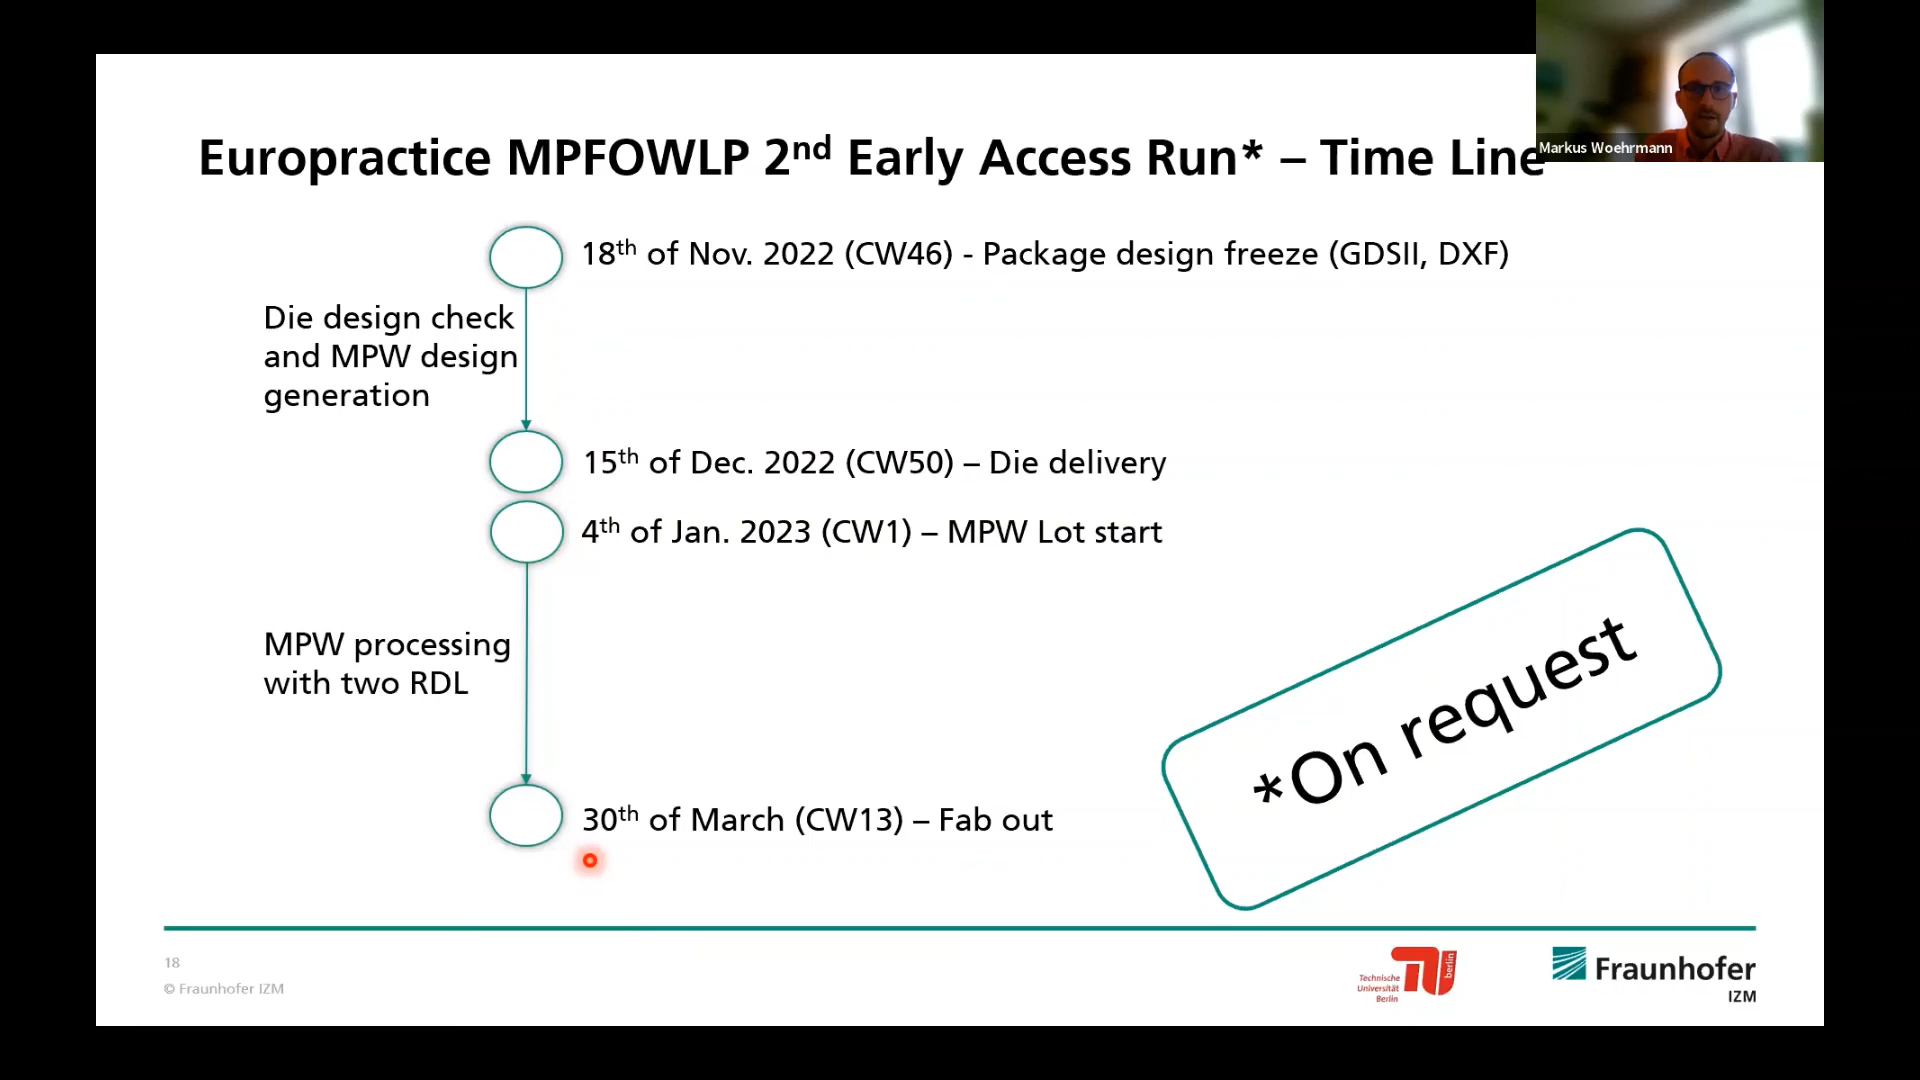 Markus Woehrmann
Europractice MPFOWLP 2nd Early Access Run* – Time Line
18th of Nov. 2022 (CW46) - Package design freeze (GDSII, DXF)
Die design check
and MPW design
generation
15th of Dec. 2022 (CW50) – Die delivery
4th of Jan. 2023 (CW1) – MPW Lot start
MPW processing
with two RDL
*On request
30th of March (CW13) – Fab out
18
© Fraunhofer IZM
Technische
Universität
Berlin
berlin
Fraunhofer
IZM